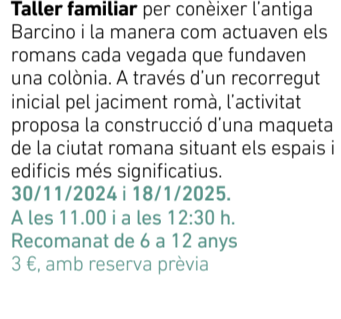 Taller familiar per conèixer l'antiga
Barcino i la manera com actuaven els
romans cada vegada que fundaven
una colònia. A través d'un recorregut
inicial pel jaciment romà, l'activitat
proposa la construcció d'una maqueta
de la ciutat romana situant els espais i
edificis més significatius.
30/11/2024 i 18/1/2025.
A les 11.00 i a les 12:30 h.
Recomanat de 6 a 12 anys
3 €, amb reserva prèvia